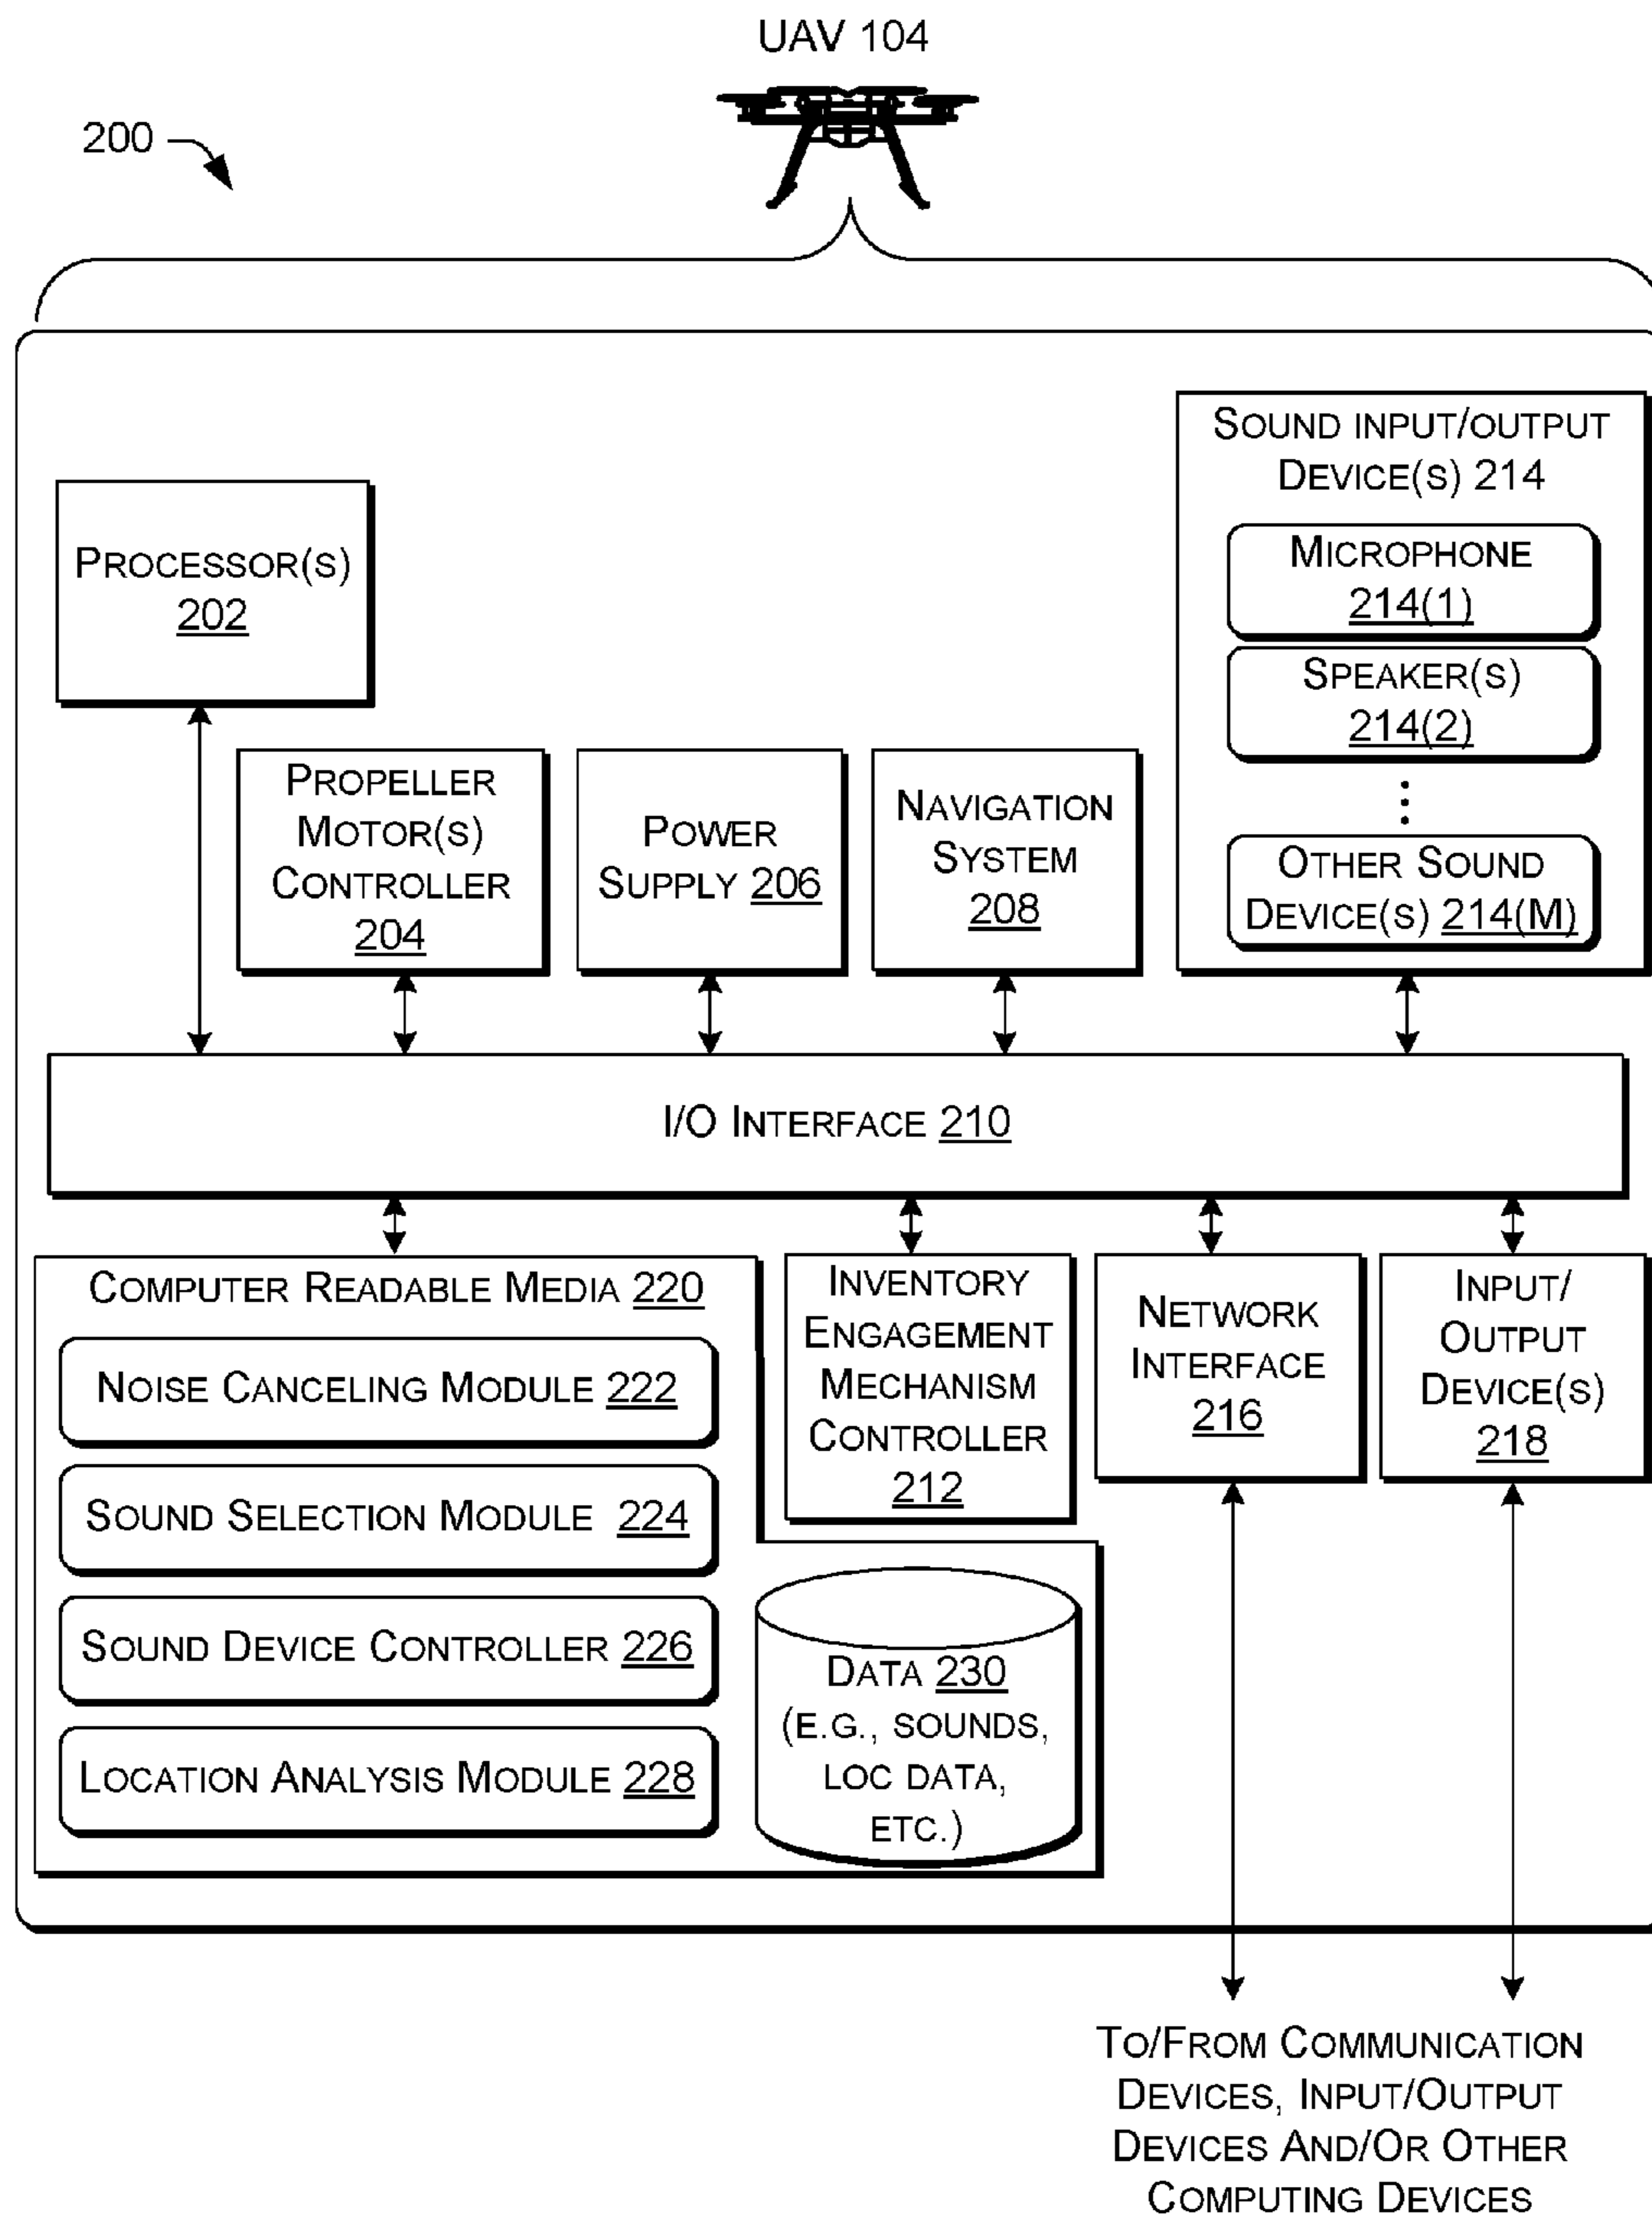 UAV 104
200
SOUND INPUT/OUTPUT
DEVICE(S) 214
MICROPHONE
214(1)
SPEAKER(S)
214(2)
OTHER SOUND
DEVICE(S) 214(M)
PROCESSOR(S)
202
PROPELLER
MOTOR(S)
CONTROLLER
204
POWER
SUPPLY 206
NAVIGATION
SYSTEM
208
I/O INTERFACE 210
COMPUTER READABLE MEDIA 220
NOISE CANCELING MODULE 222
SOUND SELECTION MODULE 224
SOUND DEVICE CONTROLLER 226
LOCATION ANALYSIS MODULE 228
DATA 230
(E.G., SOUNDS,
LOC DATA,
ETC.)
INVENTORY
ENGAGEMENT
MECHANISM
CONTROLLER
212
NETWORK
INTERFACE
216
INPUT/
OUTPUT
DEVICE(S)
218
TO/FROM COMMUNICATION
DEVICES, INPUT/OUTPUT
DEVICES AND/OR OTHER
COMPUTING DEVICES